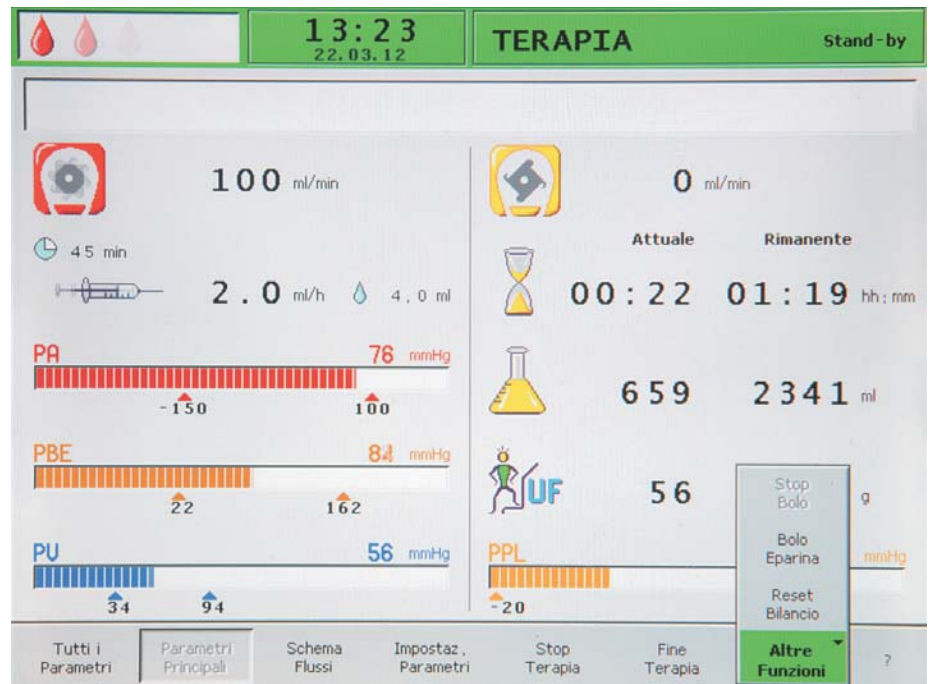 13:23
22.03.12
TERAPIA
Stand-by
100 ml/min
0 ml/min
45 min
Attuale Rimanente
2.0 ml/h 4.0 ml
00:22 01:19 hh:mm
PA 76 mmHg
-150 100
659 2341 ml
PBE 84 mmHg
22 162
UF 56 g
PU 56 mmHg
34 94
PPL mmHg
-20
Stop
Bolo
Bolo
Eparina
Reset
Bilancio
Tutti i
Parametri
Parametri
Principali
Schema
Flussi
Impostaz.
Parametri
Stop
Terapia
Fine
Terapia
Altre
Funzioni
?